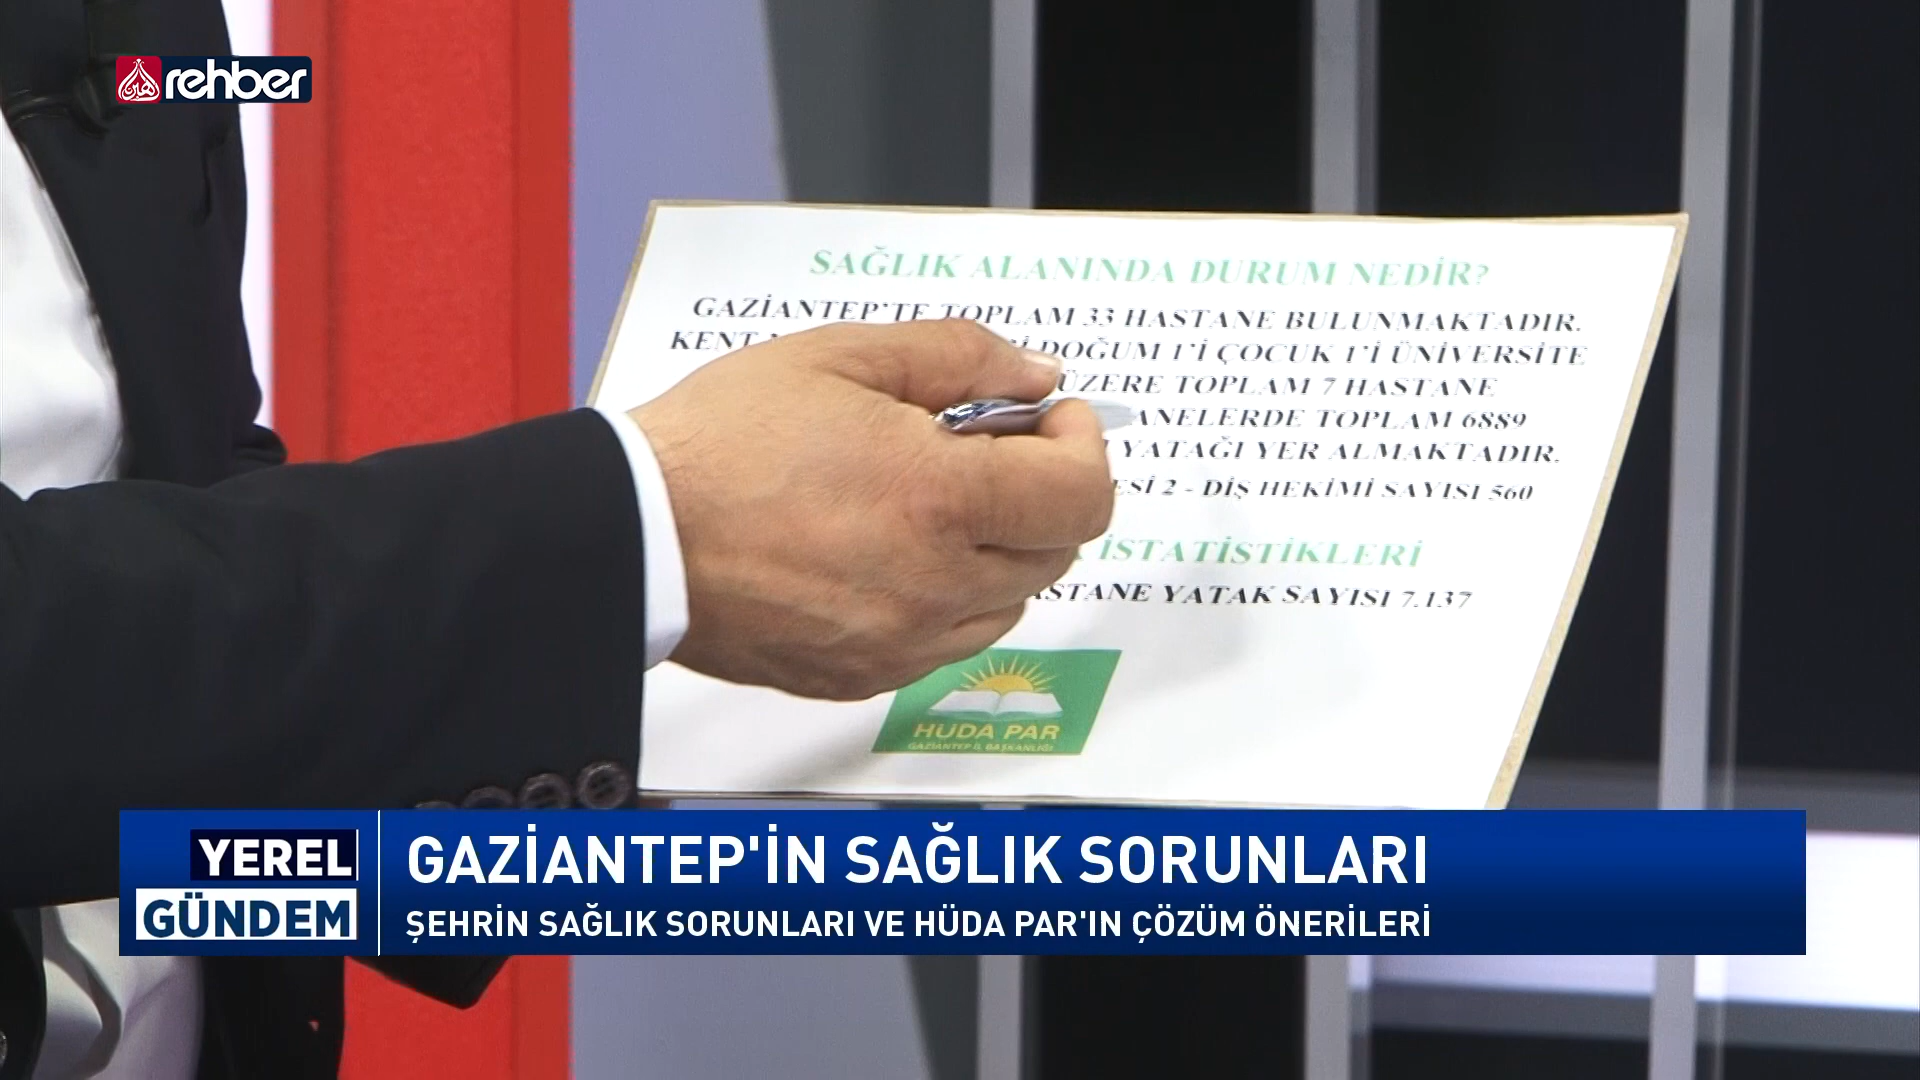 rehber
SAĞLIK ALANINDA DURUM NEDİR?
GAZİANTEP'TE TOPLAM 33 HASTANE BULUNMAKTADIR.
KENT DOĞUM 1'İ ÇOCUK 1'İ ÜNİVERSİTE
ÜZERE TOPLAM 7 HASTANE
TOPLAM 6889
YATAĞI YER ALMAKTADIR.
2 - DİŞ HEKİMİ SAYISI 560
İSTATİSTİKLERİ
YATAK SAYISI 7.137
HÜDA PAR
GAZİANTEP İL BAŞKANLIĞI
YEREL
GÜNDEM
GAZİANTEP'İN SAĞLIK SORUNLARI
ŞEHRİN SAĞLIK SORUNLARI VE HÜDA PAR'IN ÇÖZÜM ÖNERİLERİ